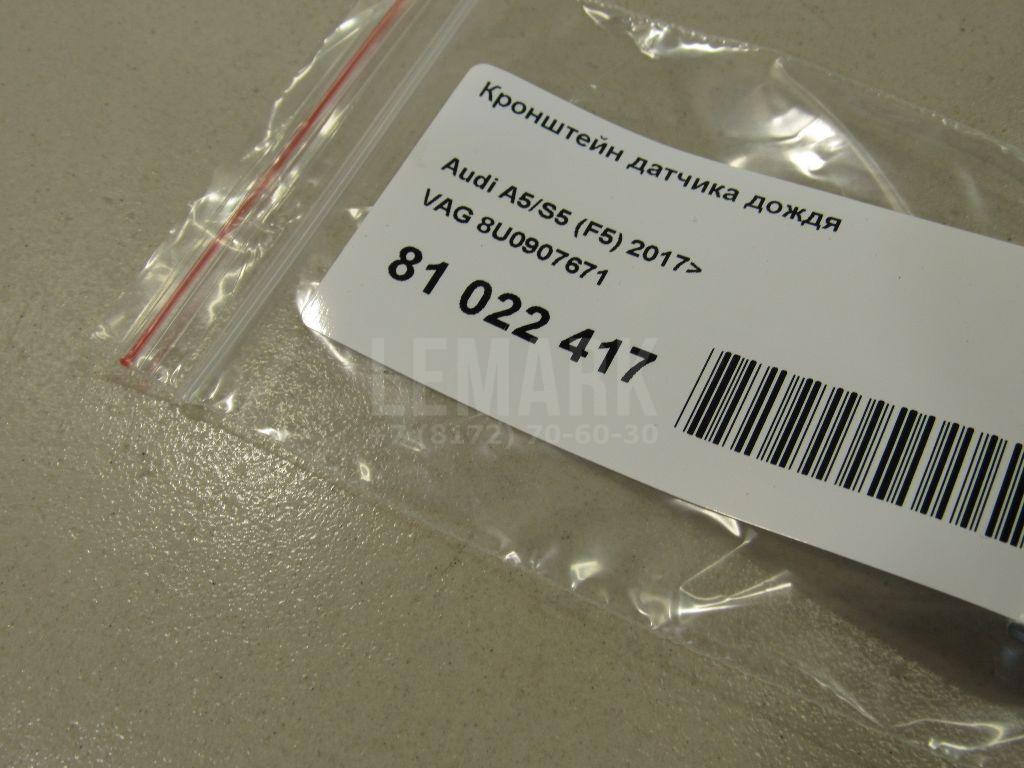 Кронштейн датчика дождя
Audi A5/S5 (F5) 2017>
VAG 8U0907671
81 022 417
LEMARK
+7 (8172) 70-60-30